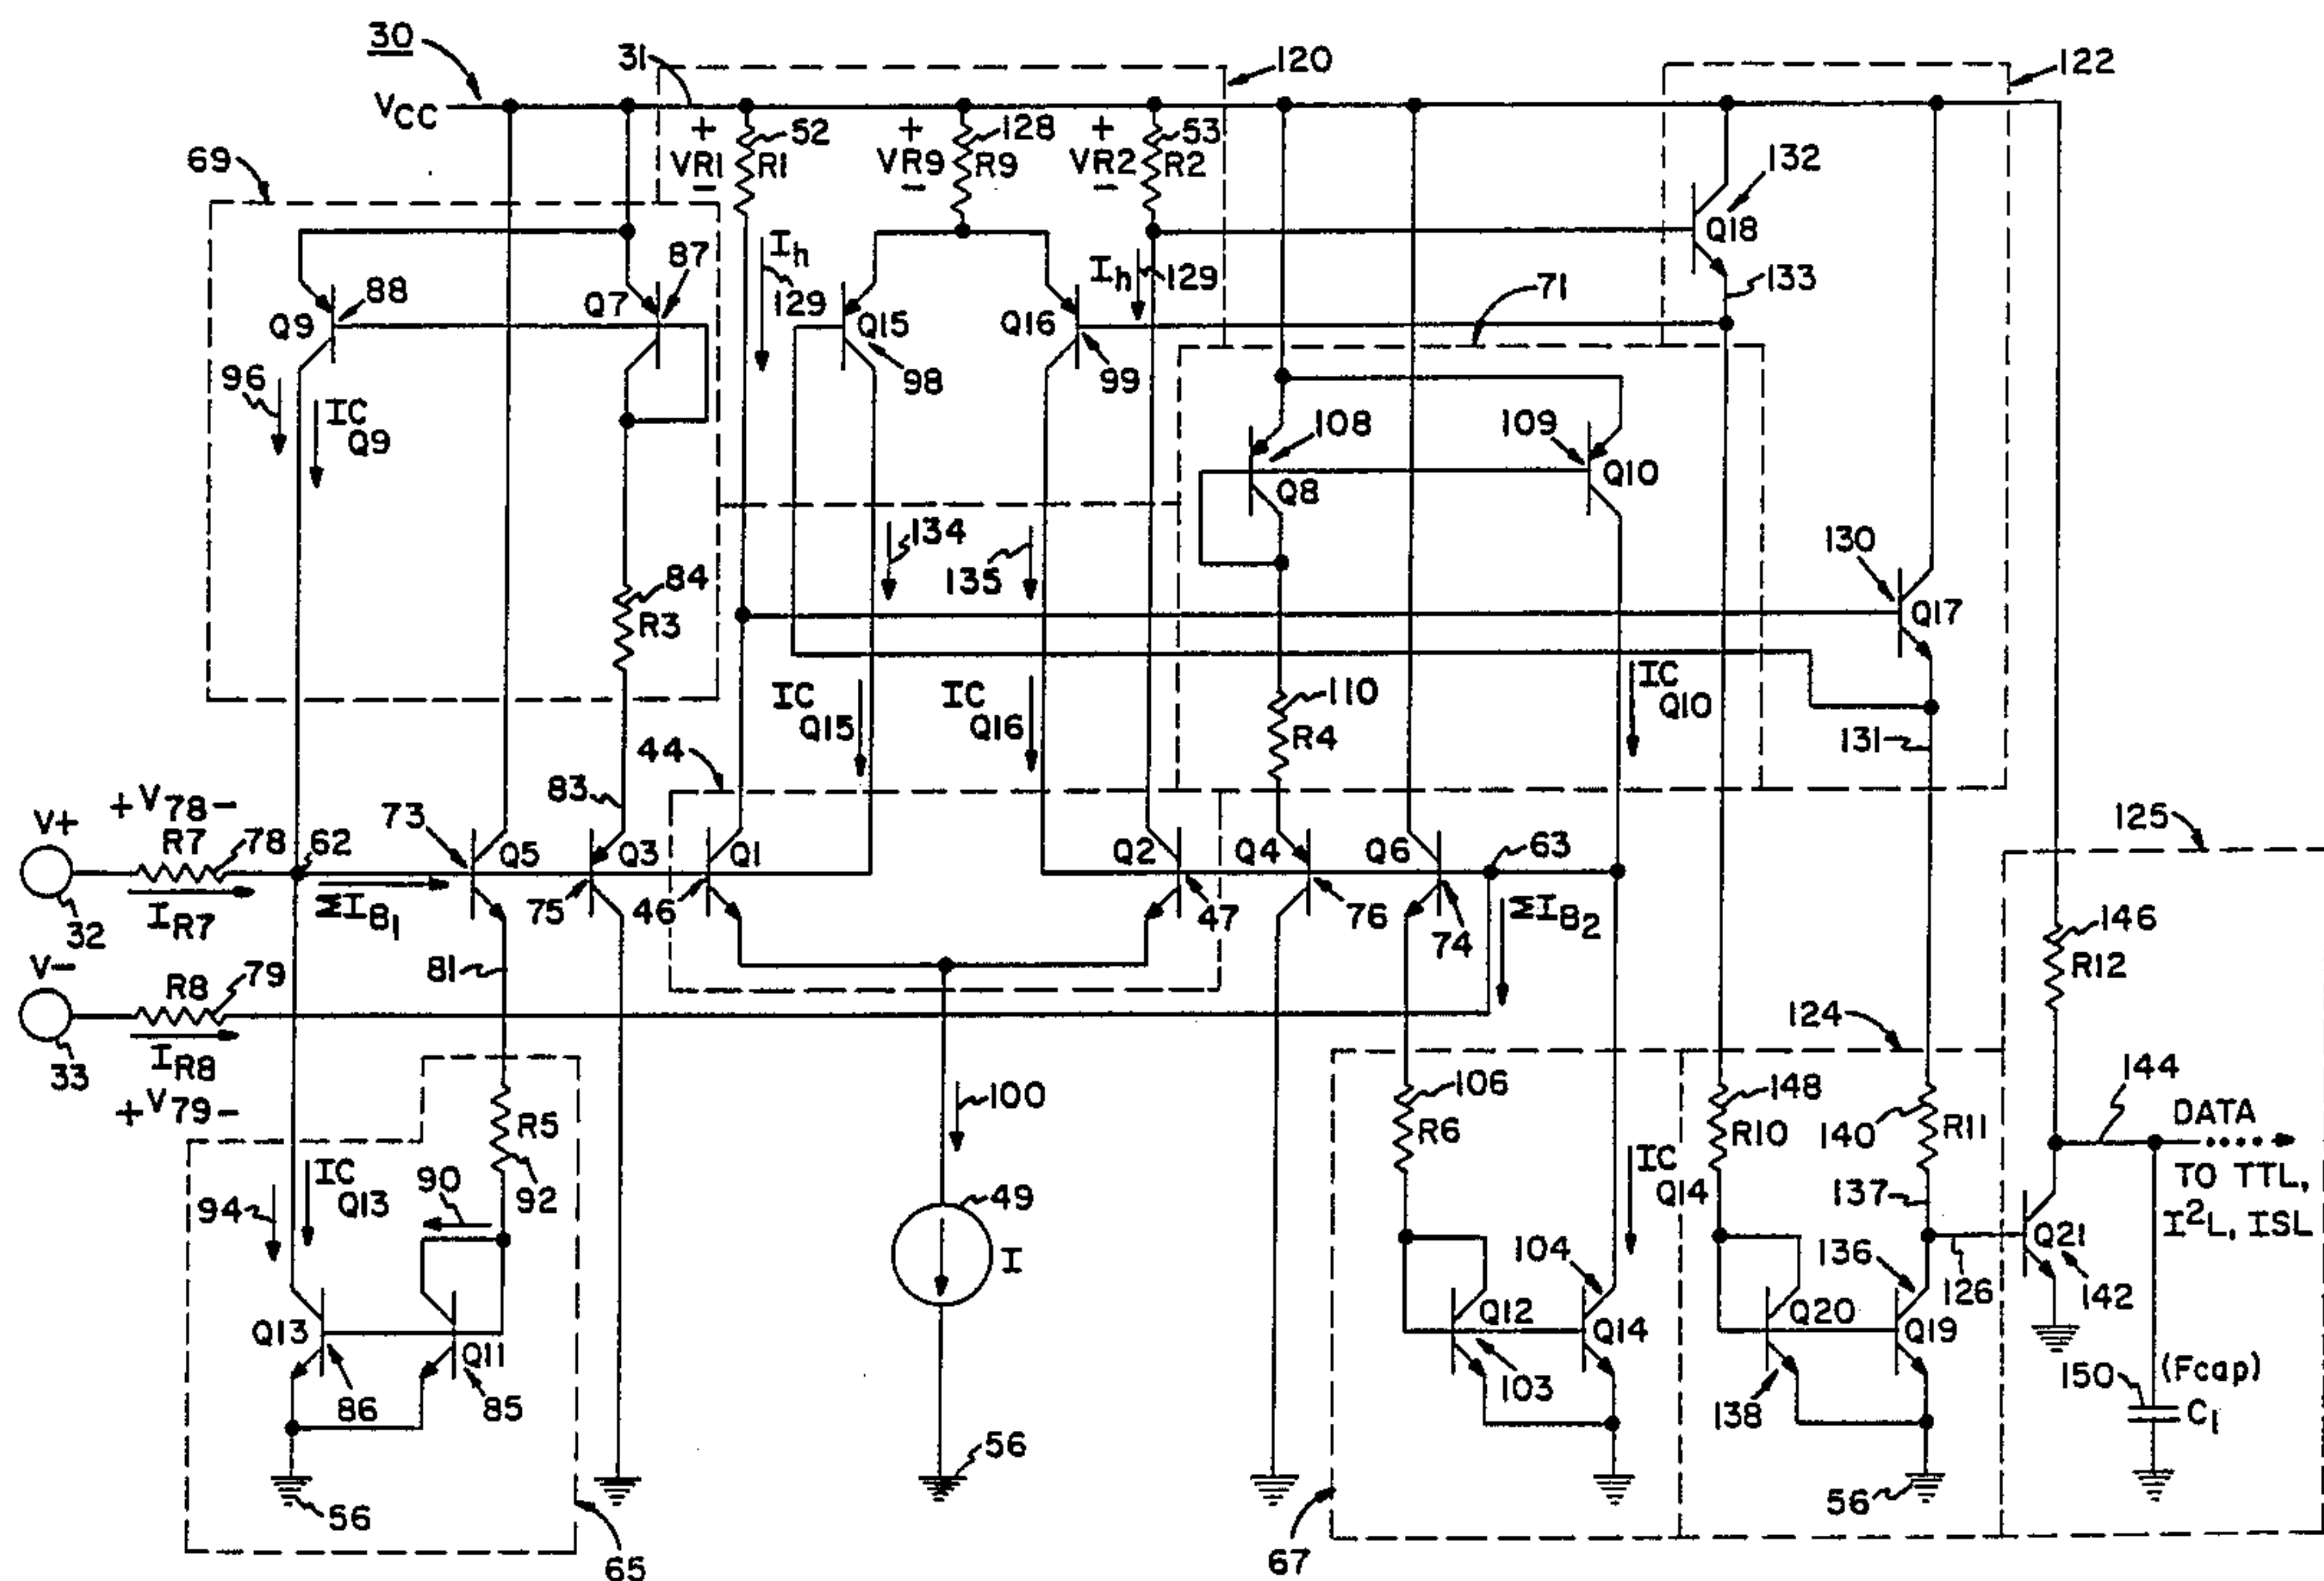 30
31
120
122
VCC
+
VR1
-
52
R1
+
VR9
-
128
R9
+
VR2
-
53
R2
132
Q18
133
69
Ih
129
Ih
129
71
87
88
Q9
Q7
Q15
98
Q16
99
96
IC
Q9
108
Q8
109
Q10
134
135
130
Q17
84
R3
IC
Q15
IC
Q16
110
R4
IC
Q10
131
44
83
V+
+V78-
R7
78
62
73
Q5
Q3
Q1
Q2
Q4
Q6
63
125
32
IR7
ΣIB1
75
46
47
76
74
ΣIB2
146
R12
V-
R8
79
81
33
IR8
+V79-
124
100
106
R6
148
R10
140
R11
144
DATA
TO TTL,
I²L, ISL
R5
92
90
94
IC
Q13
49
I
IC
Q14
137
104
136
126
Q21
142
Q13
86
Q11
85
Q12
103
Q14
Q20
138
Q19
150
(Fcap)
C1
56
56
56
65
67